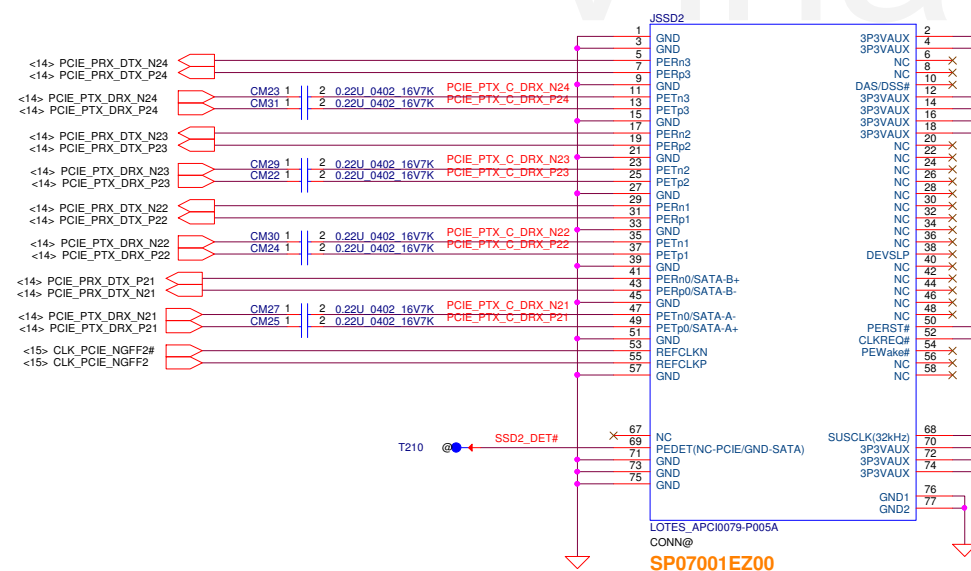 JSSD2
1 GND 3P3VAUX 2
3 GND 3P3VAUX 4
<14> PCIE_PRX_DTX_N24 5 PERn3 NC 6
<14> PCIE_PRX_DTX_P24 7 PERp3 NC 8
9 GND DAS/DSS# 10
<14> PCIE_PTX_DRX_N24 CM23 1 2 0.22U_0402_16V7K PCIE_PTX_C_DRX_N24 11 PETn3 3P3VAUX 12
<14> PCIE_PTX_DRX_P24 CM31 1 2 0.22U_0402_16V7K PCIE_PTX_C_DRX_P24 13 PETp3 3P3VAUX 14
15 GND 3P3VAUX 16
<14> PCIE_PRX_DTX_N23 17 PERn2 3P3VAUX 18
<14> PCIE_PRX_DTX_P23 19 PERp2 NC 20
21 GND NC 22
<14> PCIE_PTX_DRX_N23 CM29 1 2 0.22U_0402_16V7K PCIE_PTX_C_DRX_N23 23 PETn2 NC 24
<14> PCIE_PTX_DRX_P23 CM22 1 2 0.22U_0402_16V7K PCIE_PTX_C_DRX_P23 25 PETp2 NC 26
27 GND NC 28
<14> PCIE_PRX_DTX_N22 29 PERn1 NC 30
<14> PCIE_PRX_DTX_P22 31 PERp1 NC 32
33 GND NC 34
<14> PCIE_PTX_DRX_N22 CM30 1 2 0.22U_0402_16V7K PCIE_PTX_C_DRX_N22 35 PETn1 NC 36
<14> PCIE_PTX_DRX_P22 CM24 1 2 0.22U_0402_16V7K PCIE_PTX_C_DRX_P22 37 PETp1 DEVSLP 38
39 GND NC 40
<14> PCIE_PRX_DTX_P21 41 PERn0/SATA-B+ NC 42
<14> PCIE_PRX_DTX_N21 43 PERp0/SATA-B- NC 44
45 GND NC 46
<14> PCIE_PTX_DRX_N21 CM27 1 2 0.22U_0402_16V7K PCIE_PTX_C_DRX_N21 47 PETn0/SATA-A- NC 48
<14> PCIE_PTX_DRX_P21 CM25 1 2 0.22U_0402_16V7K PCIE_PTX_C_DRX_P21 49 PETp0/SATA-A+ PERST# 50
51 GND CLKREQ# 52
<15> CLK_PCIE_NGFF2# 53 REFCLKN PEWake# 54
<15> CLK_PCIE_NGFF2 55 REFCLKP NC 56
57 GND NC 58
67 NC SUSCLK(32kHz) 68
T210 @ SSD2_DET# 69 PEDET(NC-PCIE/GND-SATA) 3P3VAUX 70
71 GND 3P3VAUX 72
73 GND 3P3VAUX 74
75 GND
GND1 76
GND2 77
LOTES_APCI0079-P005A
CONN@
SP07001EZ00